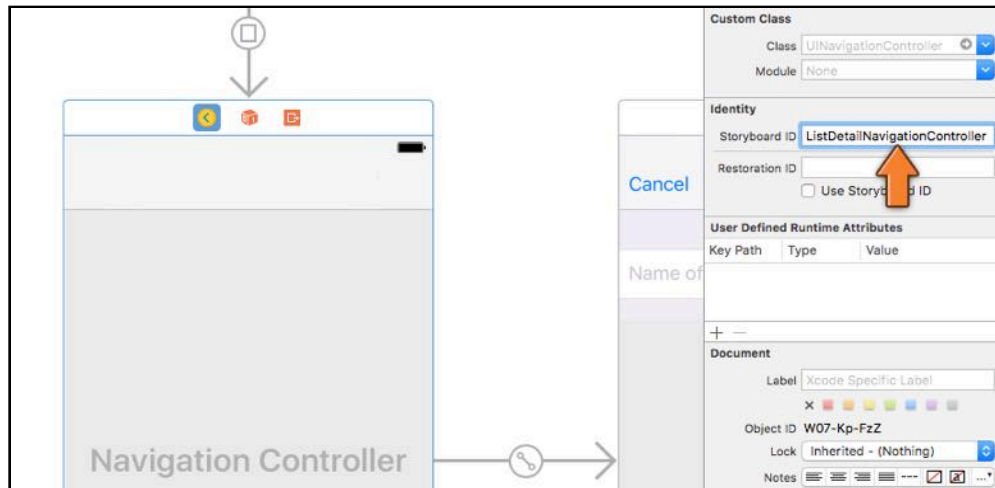 Custom Class
Class UINavigationController
Module None
Identity
Storyboard ID ListDetailNavigationController
Restoration ID
Use Storyboard ID
User Defined Runtime Attributes
Key Path Type Value
+ −
Document
Label Xcode Specific Label
Object ID W07-Kp-FzZ
Lock Inherited - (Nothing)
Notes
Cancel
Name of
Navigation Controller